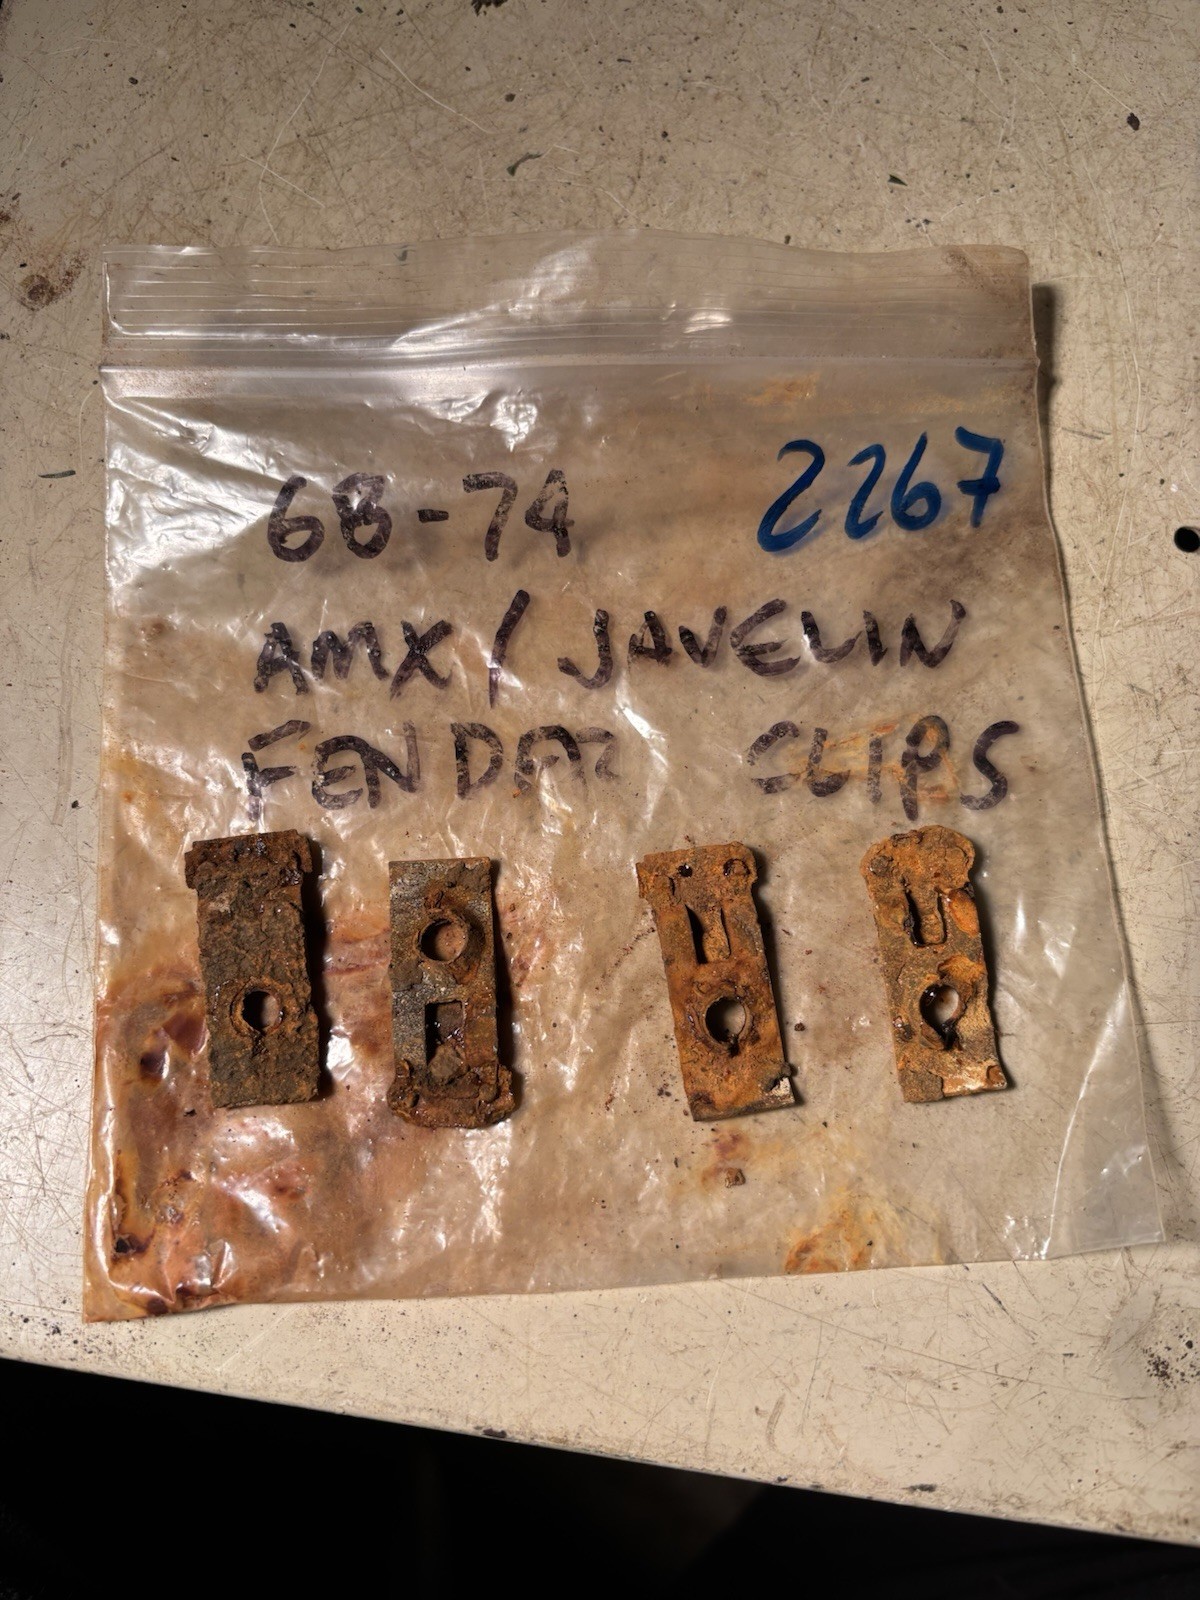 68-74 2267
AMX / JAVELIN
FENDER CLIPS